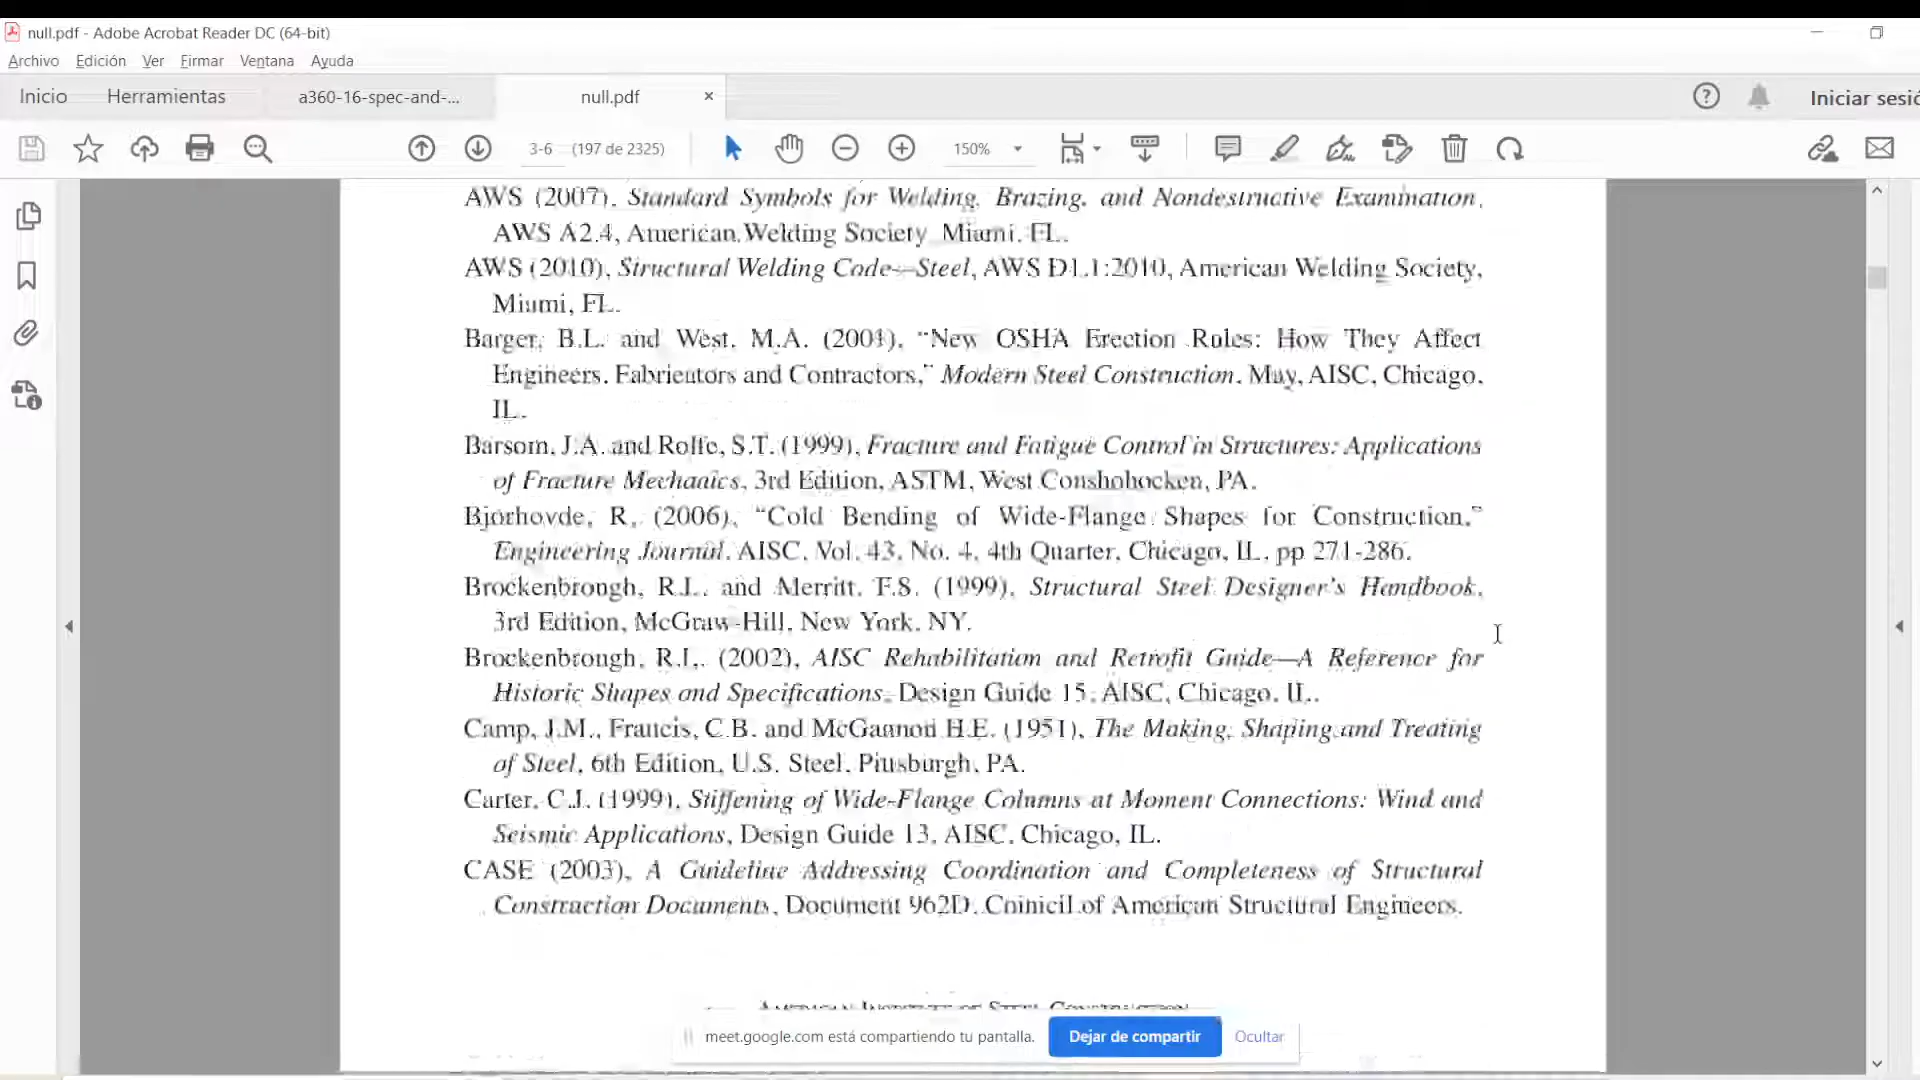 null.pdf - Adobe Acrobat Reader DC (64-bit)
Archivo Edición Ver Firmar Ventana Ayuda
Inicio Herramientas a360-16-spec-and-... null.pdf × Iniciar sesió
3-6 (197 de 2325) 150%
AWS (2007), Standard Symbols for Welding, Brazing, and Nondestructive Examination,
AWS A2.4, American Welding Society, Miami, FL.
AWS (2010), Structural Welding Code—Steel, AWS D1.1:2010, American Welding Society,
Miami, FL.
Barger, B.L. and West, M.A. (2001), “New OSHA Erection Rules: How They Affect
Engineers, Fabricators and Contractors,” Modern Steel Construction, May, AISC, Chicago,
IL.
Barsom, J.A. and Rolfe, S.T. (1999), Fracture and Fatigue Control in Structures: Applications
of Fracture Mechanics, 3rd Edition, ASTM, West Conshohocken, PA.
Bjorhovde, R. (2006), “Cold Bending of Wide-Flange Shapes for Construction,”
Engineering Journal, AISC, Vol. 43, No. 4, 4th Quarter, Chicago, IL, pp 271-286.
Brockenbrough, R.L. and Merritt, F.S. (1999), Structural Steel Designer's Handbook,
3rd Edition, McGraw-Hill, New York, NY.
Brockenbrough, R.L. (2002), AISC Rehabilitation and Retrofit Guide—A Reference for
Historic Shapes and Specifications, Design Guide 15, AISC, Chicago, IL.
Camp, J.M., Francis, C.B. and McGannon H.E. (1951), The Making, Shaping and Treating
of Steel, 6th Edition, U.S. Steel, Pittsburgh, PA.
Carter, C.J. (1999), Stiffening of Wide-Flange Columns at Moment Connections: Wind and
Seismic Applications, Design Guide 13, AISC, Chicago, IL.
CASE (2003), A Guideline Addressing Coordination and Completeness of Structural
Construction Documents, Document 962D, Council of American Structural Engineers.
AMERICAN INSTITUTE OF STEEL CONSTRUCTION
meet.google.com está compartiendo tu pantalla. Dejar de compartir Ocultar